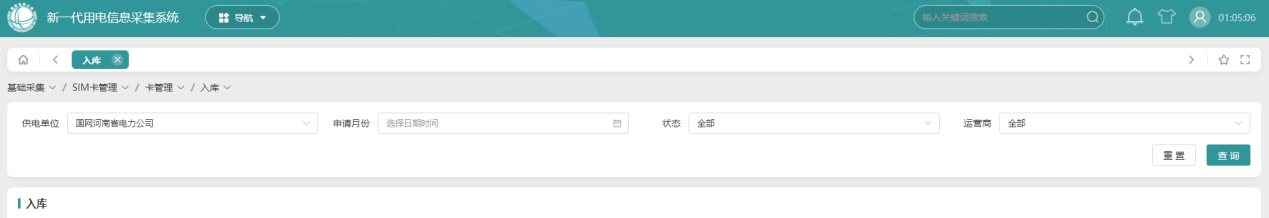 新一代用电信息采集系统 导航 输入关键词搜索 01:05:06
入库
基础采集 / SIM卡管理 / 卡管理 / 入库
供电单位 国网河南省电力公司 申请月份 选择日期时间 状态 全部 运营商 全部
重置 查询
入库